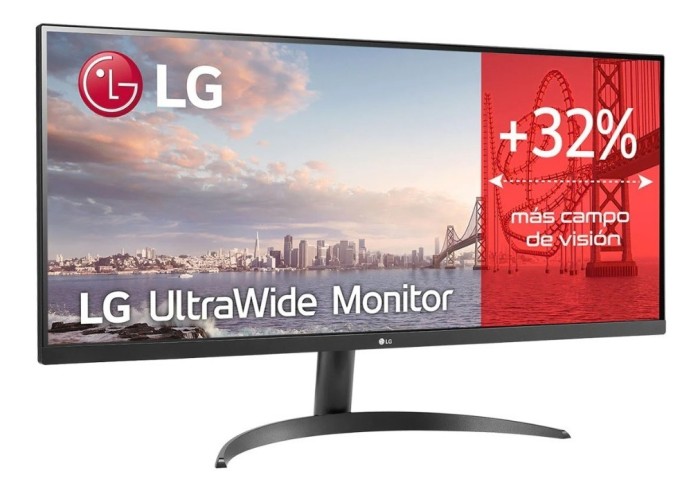 LG
+32%
más campo
de visión
LG UltraWide Monitor
LG